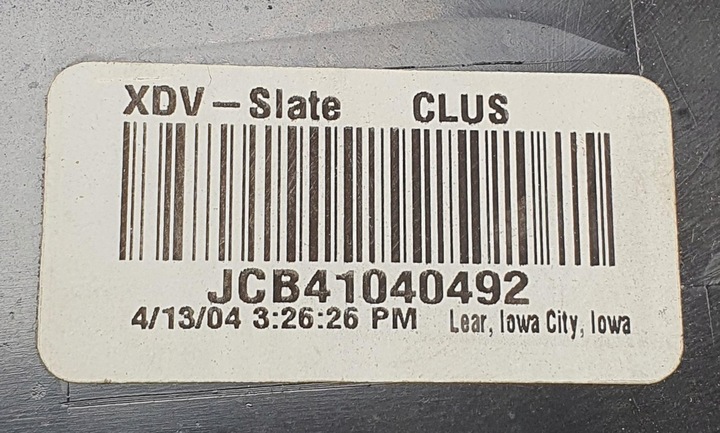 XDV-Slate CLUS
JCB41040492
4/13/04 3:26:26 PM Lear, Iowa City, Iowa